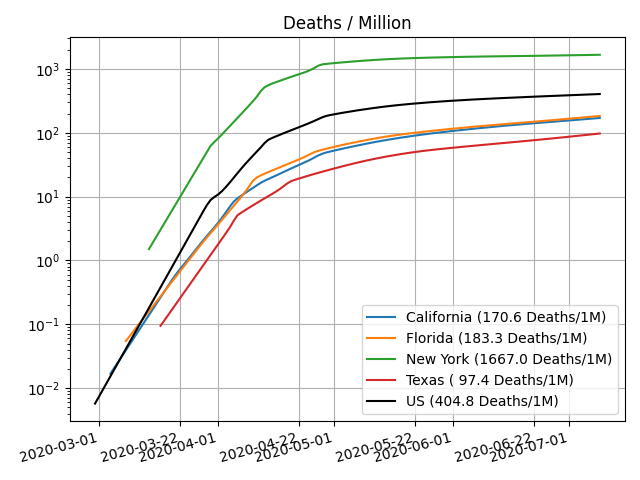 Deaths / Million
10³
10²
10¹
10⁰
10⁻¹
10⁻²
California (170.6 Deaths/1M)
Florida (183.3 Deaths/1M)
New York (1667.0 Deaths/1M)
Texas ( 97.4 Deaths/1M)
US (404.8 Deaths/1M)
2020-03-01 2020-03-22 2020-04-01 2020-04-22 2020-05-01 2020-05-22 2020-06-01 2020-06-22 2020-07-01